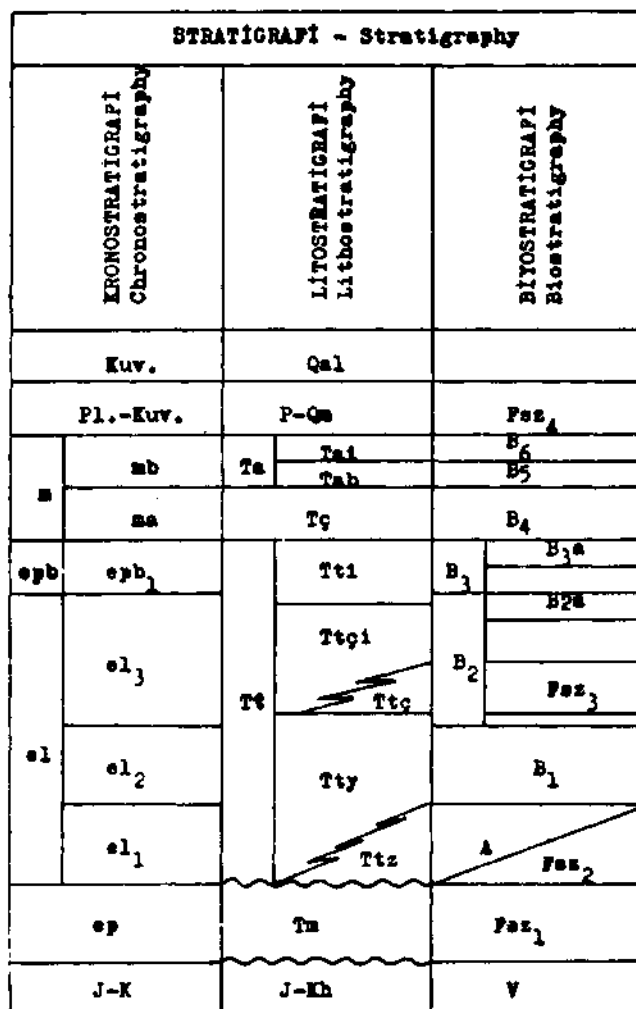 STRATİGRAFİ - Stratigraphy
KRONOSTRATİGRAFİ
Chronostratigraphy
LİTOSTRATİGRAFİ
Lithostratigraphy
BİYOSTRATİGRAFİ
Biostratigraphy
Kuv. Qal
Pl.-Kuv. P-Qm Fsz4
m mb Ta Tai B6
Tab B5
ma Tç B4
epb epb1 Tti B3 B3a
B2a
el el3 Tt Ttçi B2
Ttç Fsz3
el2 Tty B1
el1 Ttz A Fsz2
ep Tm Fsz1
J-K J-Kh V